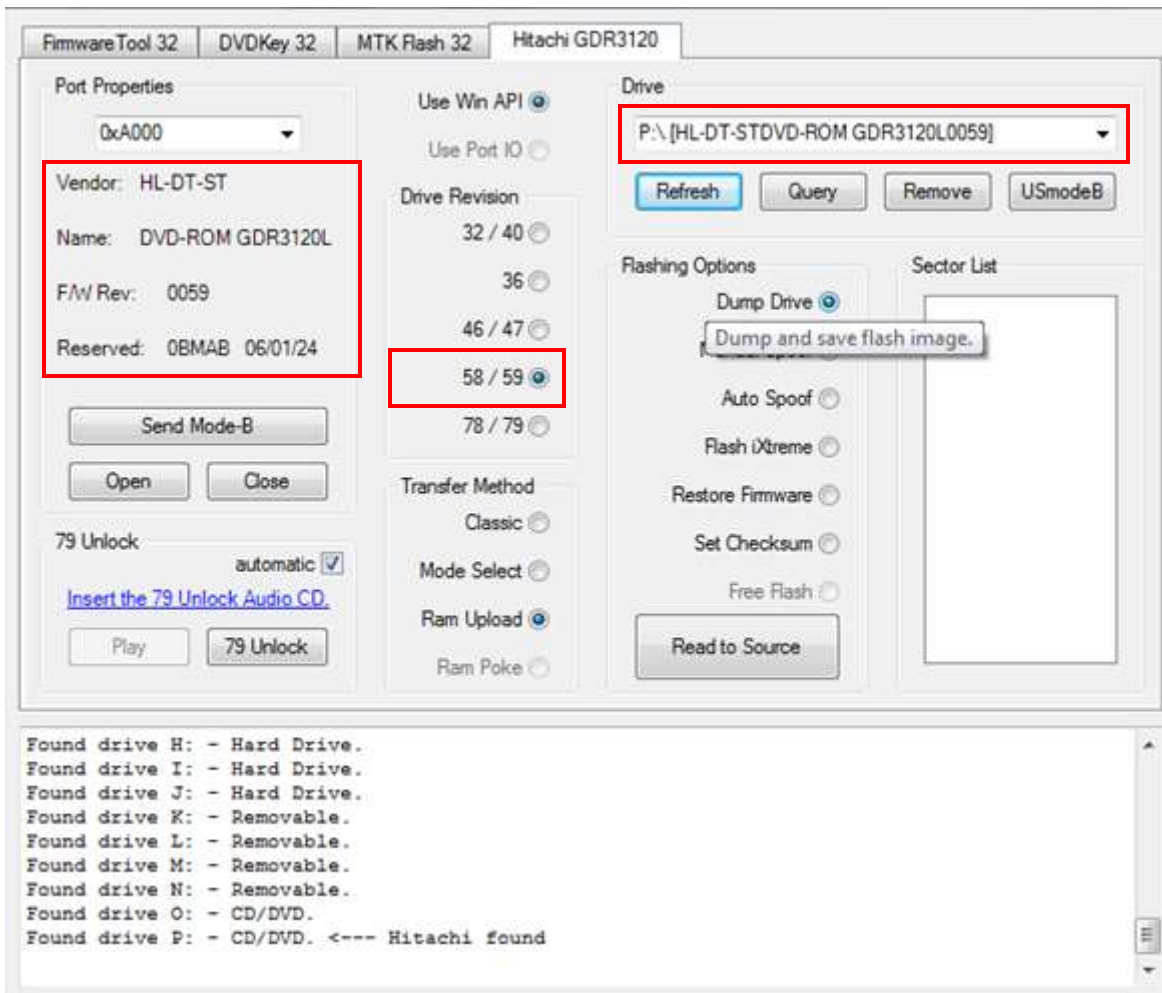 FirmwareTool 32
DVDKey 32
MTK Flash 32
Hitachi GDR3120
Port Properties
0xA000
Vendor: HL-DT-ST
Name: DVD-ROM GDR3120L
F/W Rev: 0059
Reserved: 0BMAB 06/01/24
Send Mode-B
Open
Close
79 Unlock
automatic
Insert the 79 Unlock Audio CD.
Play
79 Unlock
Use Win API
Use Port IO
Drive Revision
32 / 40
36
46 / 47
58 / 59
78 / 79
Transfer Method
Classic
Mode Select
Ram Upload
Ram Poke
Drive
P:\ [HL-DT-STDVD-ROM GDR3120L0059]
Refresh
Query
Remove
USmodeB
Flashing Options
Dump Drive
Dump and save flash image.
Auto Spoof
Flash iXtreme
Restore Firmware
Set Checksum
Free Flash
Read to Source
Sector List
Found drive H: - Hard Drive.
Found drive I: - Hard Drive.
Found drive J: - Hard Drive.
Found drive K: - Removable.
Found drive L: - Removable.
Found drive M: - Removable.
Found drive N: - Removable.
Found drive O: - CD/DVD.
Found drive P: - CD/DVD. <--- Hitachi found